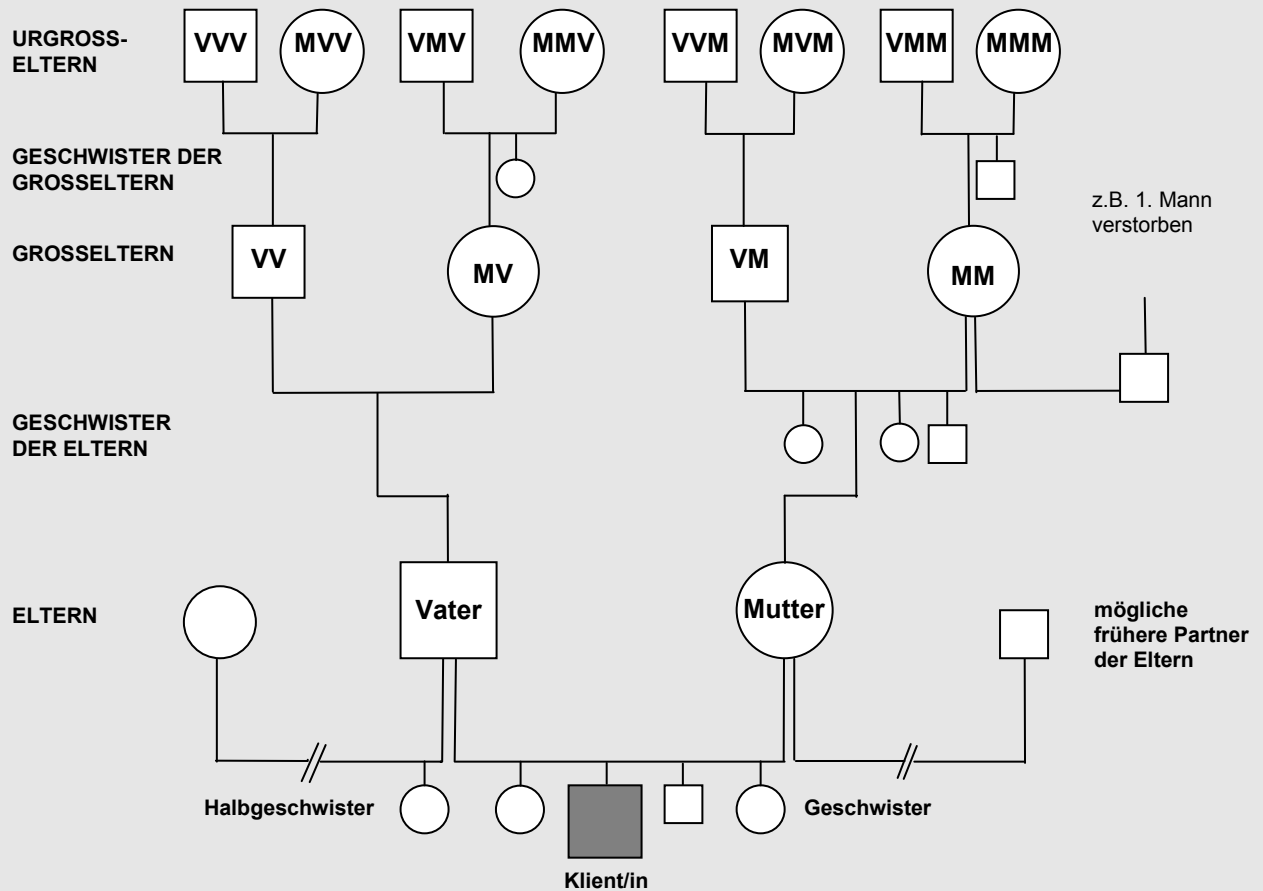 URGROSS-
ELTERN
VVV
MVV
VMV
MMV
VVM
MVM
VMM
MMM
GESCHWISTER DER
GROSSELTERN
z.B. 1. Mann
verstorben
GROSSELTERN
VV
MV
VM
MM
GESCHWISTER
DER ELTERN
ELTERN
Vater
Mutter
mögliche
frühere Partner
der Eltern
Halbgeschwister
Geschwister
Klient/in